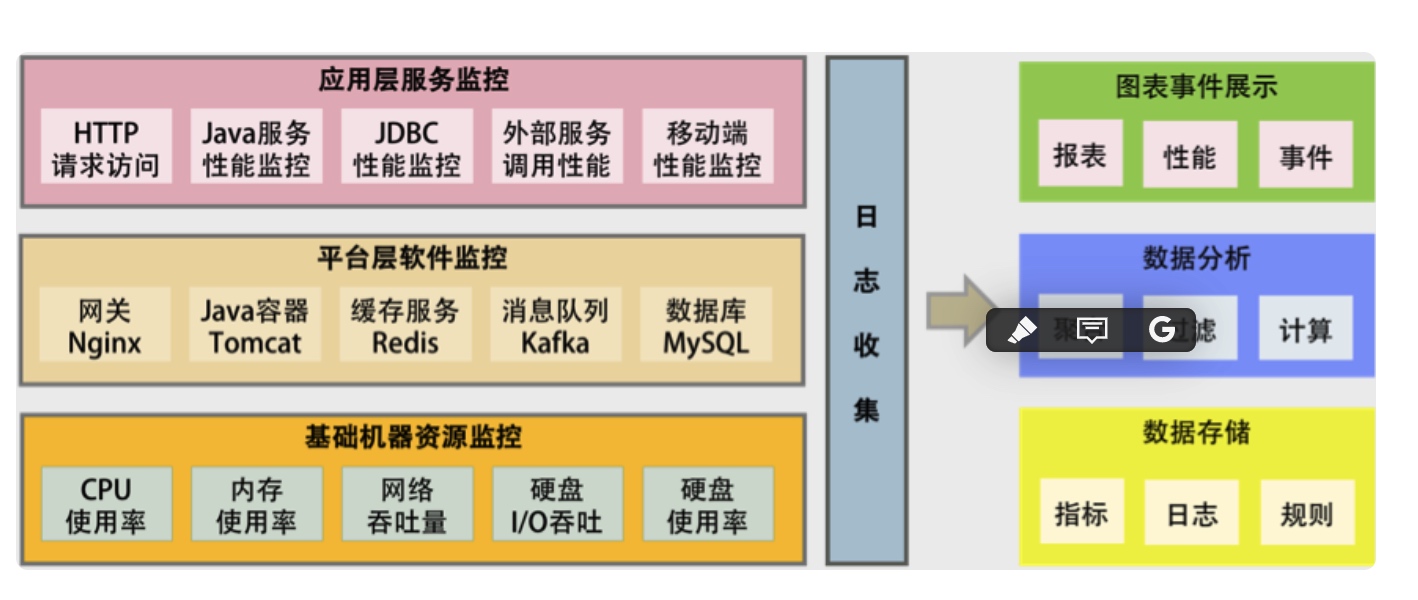 应用层服务监控
HTTP
请求访问
Java服务
性能监控
JDBC
性能监控
外部服务
调用性能
移动端
性能监控
平台层软件监控
网关
Nginx
Java容器
Tomcat
缓存服务
Redis
消息队列
Kafka
数据库
MySQL
基础机器资源监控
CPU
使用率
内存
使用率
网络
吞吐量
硬盘
I/O吞吐
硬盘
使用率
日
志
收
集
图表事件展示
报表
性能
事件
数据分析
过滤
计算
数据存储
指标
日志
规则